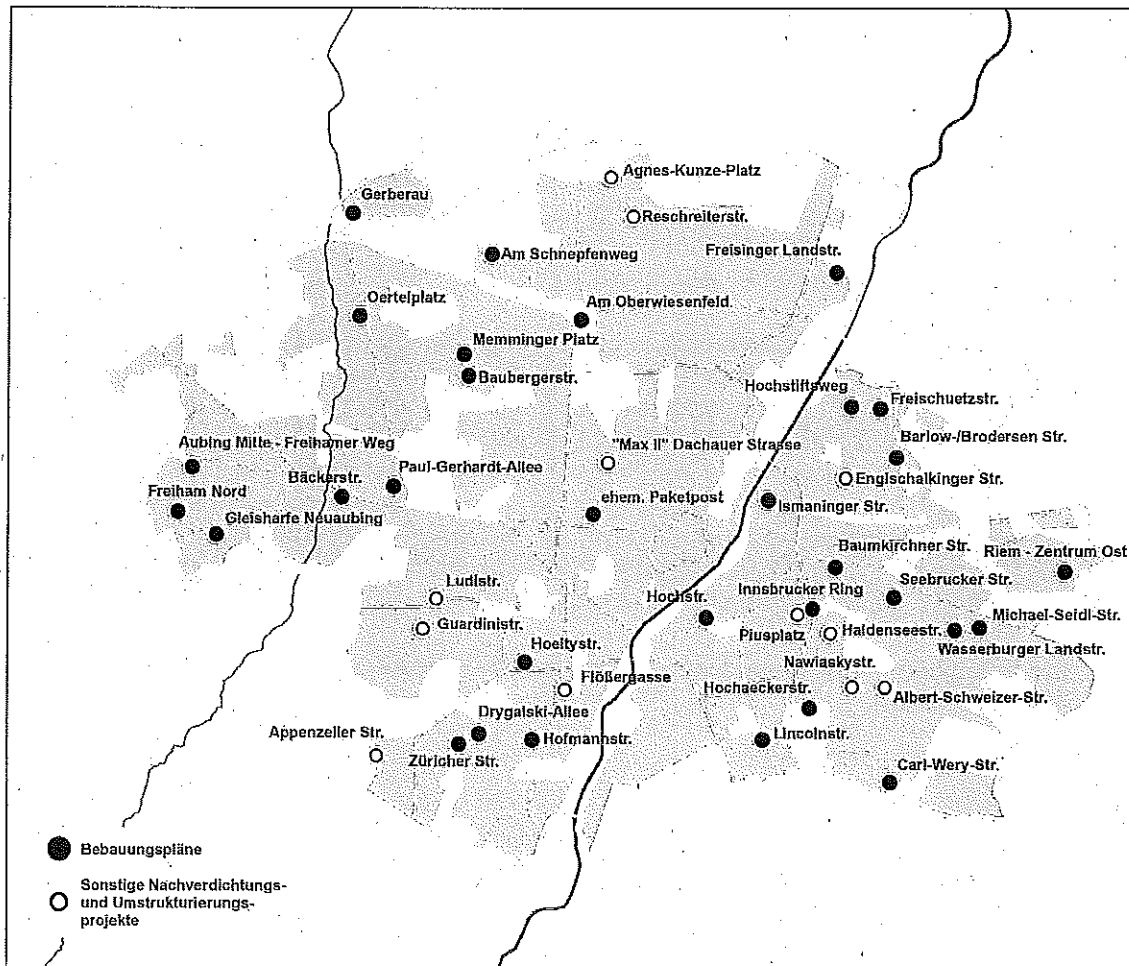 Agnes-Kunze-Platz
Gerberau
Reschreiterstr.
Am Schnepfenweg
Freisinger Landstr.
Oertelplatz
Am Oberwiesenfeld
Memminger Platz
Baubergerstr.
Hochstiftsweg
Freischuetzstr.
Barlow-/Brodersen Str.
Aubing Mitte - Freihamer Weg
"Max II" Dachauer Strasse
Paul-Gerhardt-Allee
Englschalkinger Str.
Bäckerstr.
Freiham Nord
ehem. Paketpost
Ismaninger Str.
Gleisharfe Neuaubing
Baumkirchner Str.
Riem - Zentrum Ost
Ludlstr.
Innsbrucker Ring
Seebrucker Str.
Hochstr.
Guardinistr.
Michael-Seidl-Str.
Piusplatz
Haldenseestr.
Wasserburger Landstr.
Hoeltystr.
Nawiaskystr.
Flößergasse
Hochaeckerstr.
Albert-Schweizer-Str.
Drygalski-Allee
Appenzeller Str.
Hofmannstr.
Lincolnstr.
Züricher Str.
Carl-Wery-Str.
Bebauungspläne
Sonstige Nachverdichtungs-
und Umstrukturierungs-
projekte